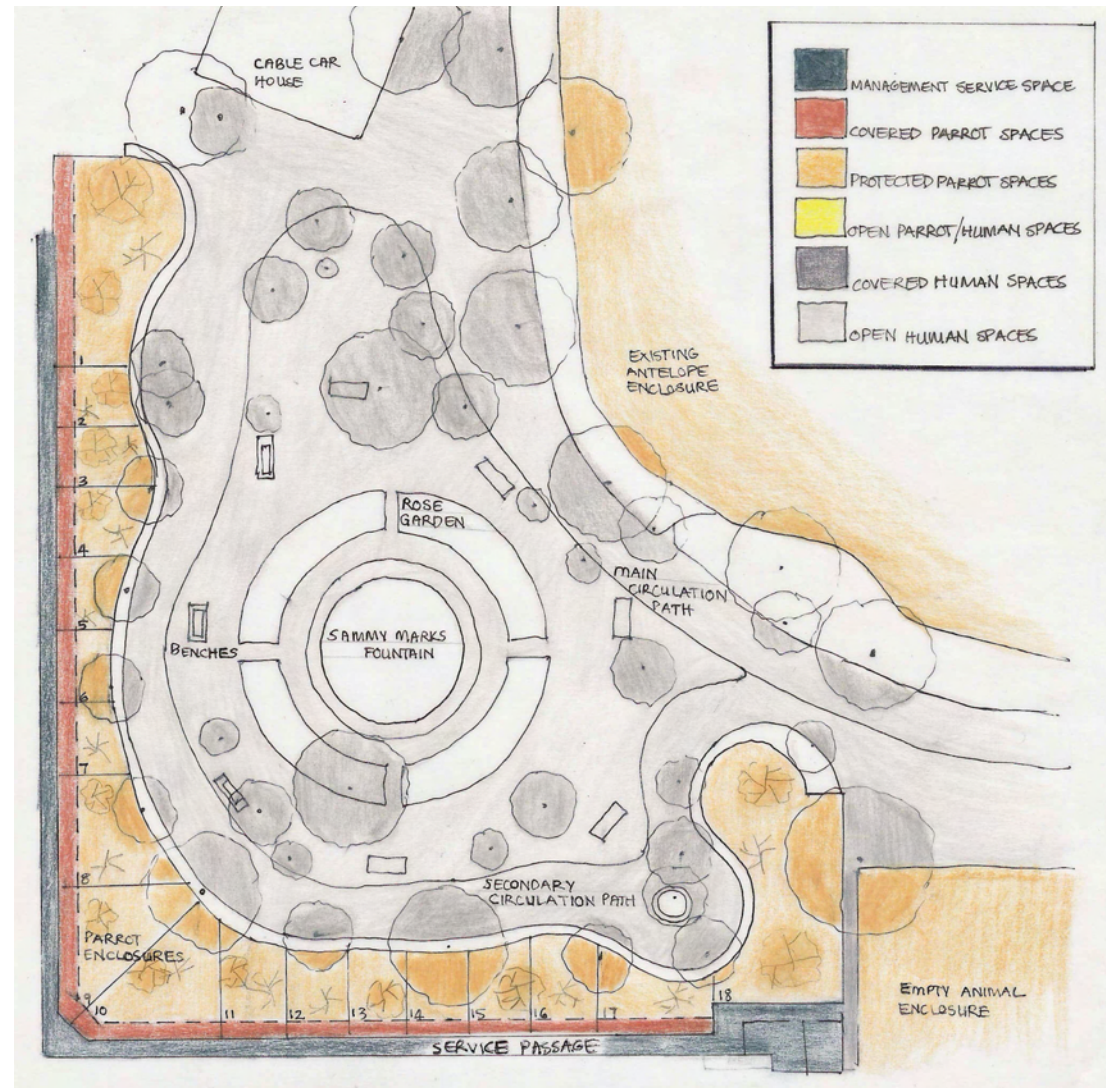 CABLE CAR
HOUSE
MANAGEMENT SERVICE SPACE
COVERED PARROT SPACES
PROTECTED PARROT SPACES
OPEN PARROT/HUMAN SPACES
COVERED HUMAN SPACES
OPEN HUMAN SPACES
EXISTING
ANTELOPE
ENCLOSURE
1
2
3
4
5
6
7
8
9
10
11
12
13
14
15
16
17
18
ROSE
GARDEN
MAIN
CIRCULATION
PATH
SAMMY MARKS
FOUNTAIN
BENCHES
SECONDARY
CIRCULATION PATH
PARROT
ENCLOSURES
EMPTY ANIMAL
ENCLOSURE
SERVICE PASSAGE